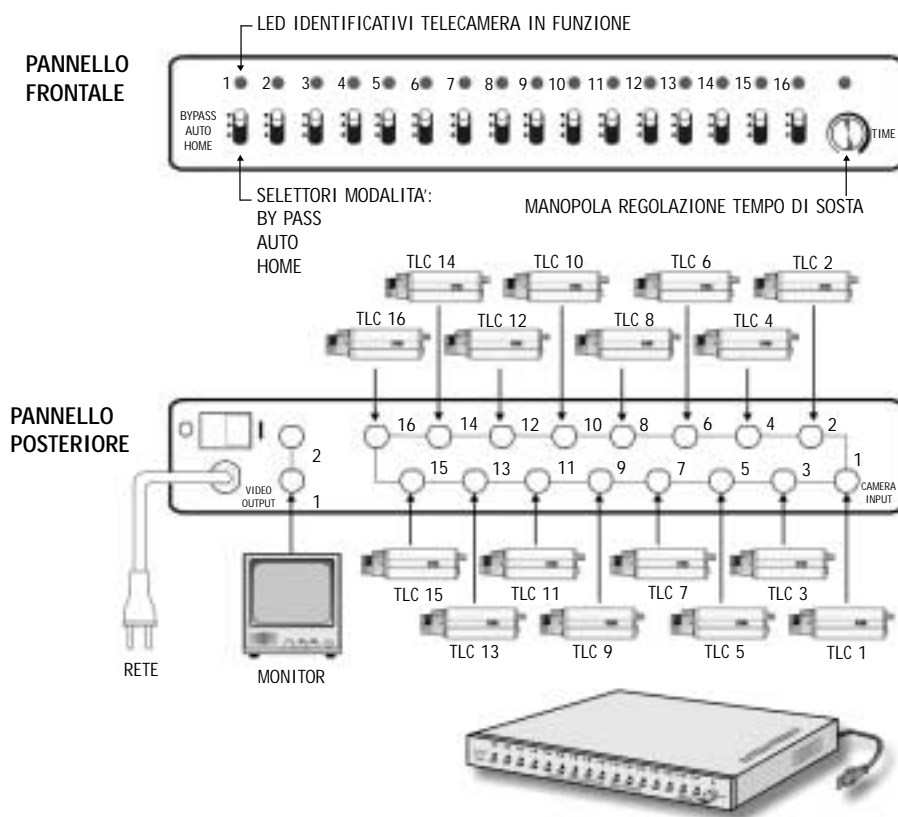 LED IDENTIFICATIVI TELECAMERA IN FUNZIONE
PANNELLO
FRONTALE
1 2 3 4 5 6 7 8 9 10 11 12 13 14 15 16
BYPASS
AUTO
HOME
TIME
SELETTORI MODALITA':
BY PASS
AUTO
HOME
MANOPOLA REGOLAZIONE TEMPO DI SOSTA
TLC 14 TLC 10 TLC 6 TLC 2
TLC 16 TLC 12 TLC 8 TLC 4
PANNELLO
POSTERIORE
16 14 12 10 8 6 4 2
2
15 13 11 9 7 5 3 1
VIDEO
OUTPUT
1
CAMERA
INPUT
TLC 15 TLC 11 TLC 7 TLC 3
TLC 13 TLC 9 TLC 5 TLC 1
RETE
MONITOR